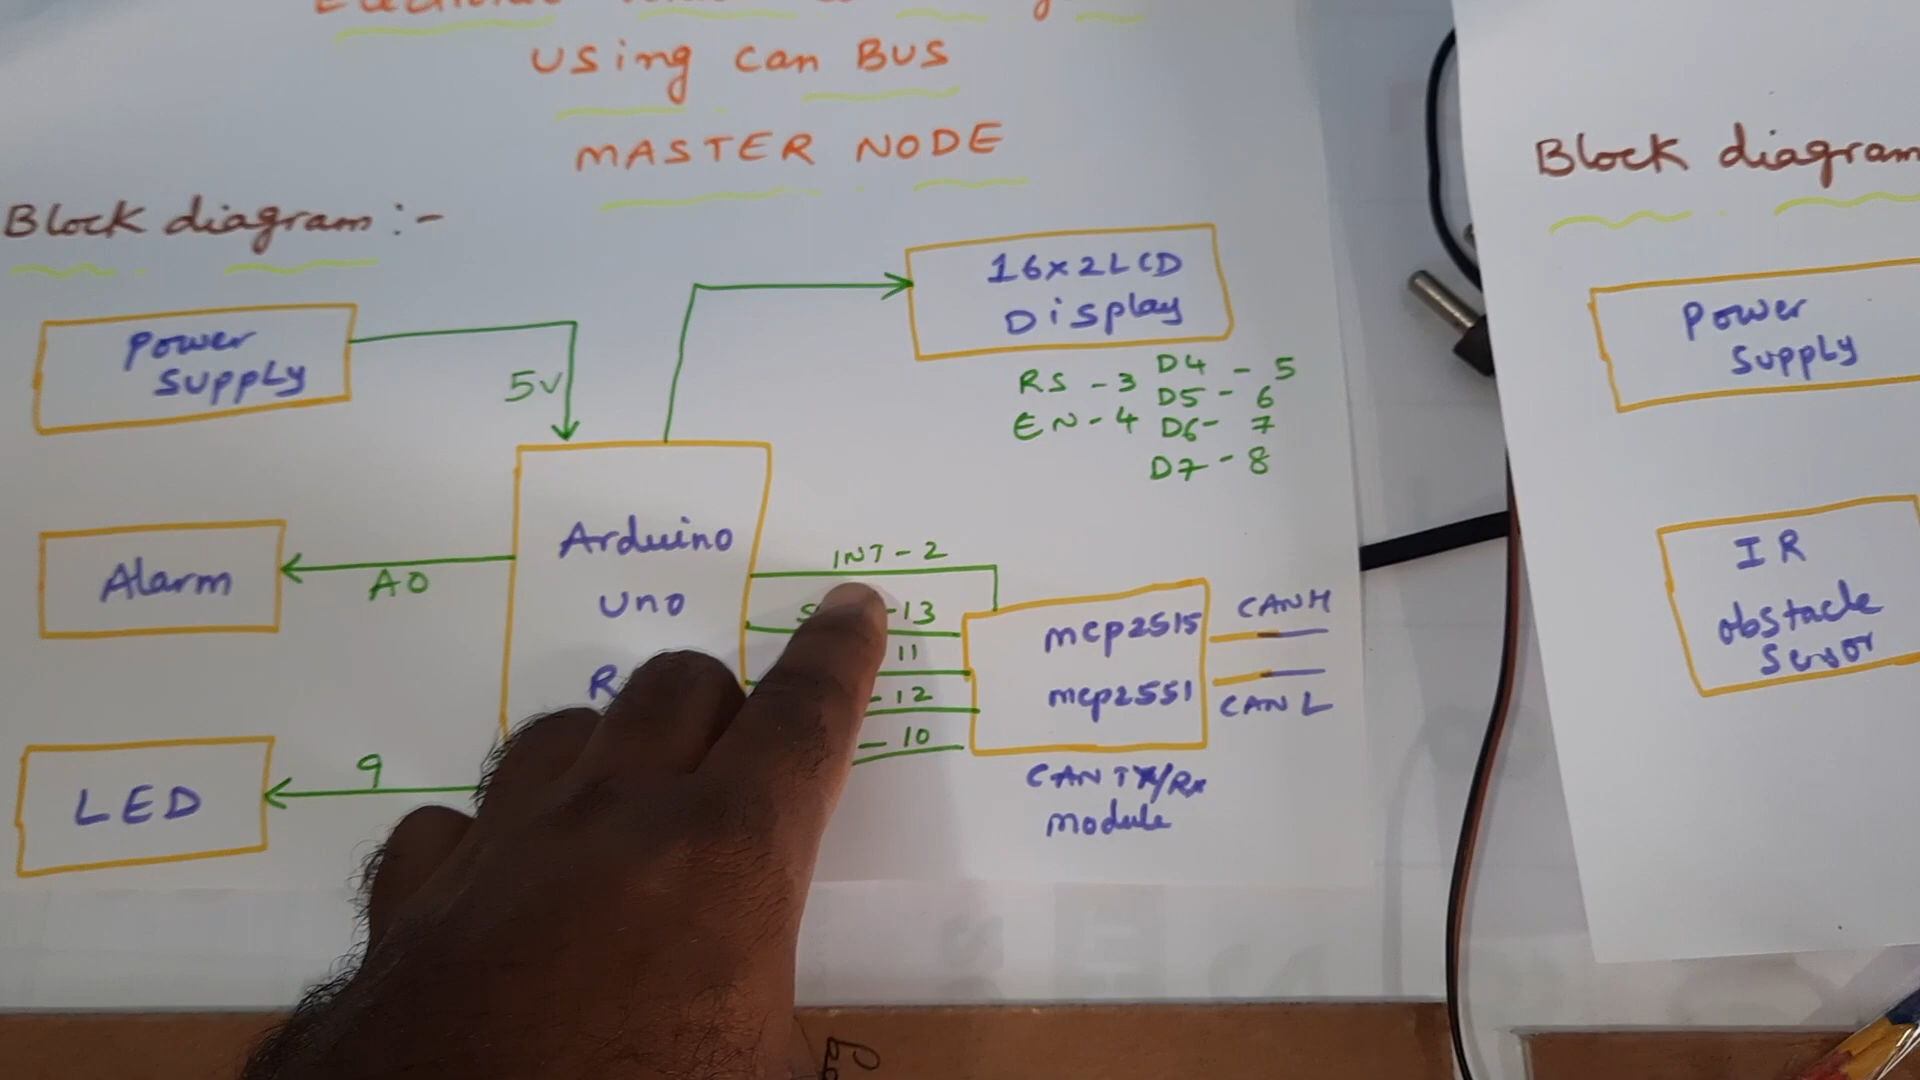 using can BUS
MASTER NODE
Block diagram:-
Power
Supply
5v
16x2LCD
Display
RS - 3
EN - 4
D4 - 5
D5 - 6
D6 - 7
D7 - 8
Alarm
A0
LED
9
Arduino
uno
R
INT - 2
S -13
11
-12
- 10
mcp2515
mcp2551
CANH
CANL
CAN TX/Rx
module
Block diagram
Power
Supply
IR
obstacle
Sensor